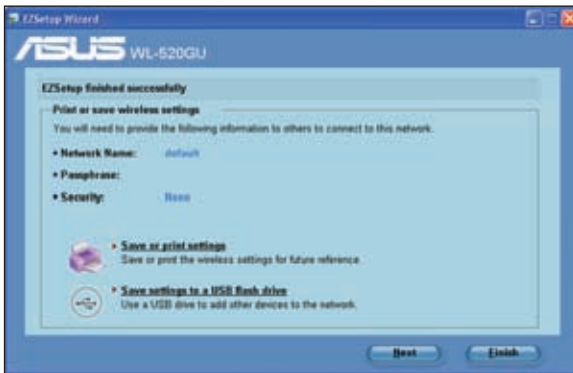 EZSetup Wizard
ASUS WL-520GU
EZSetup finished successfully
Print or save wireless settings
You will need to provide the following information to others to connect to this network.
• Network Name: default
• Passphrase:
• Security: None
Save or print settings
Save or print the wireless settings for future reference.
Save settings to a USB flash drive
Use a USB drive to add other devices to the network.
Next Finish